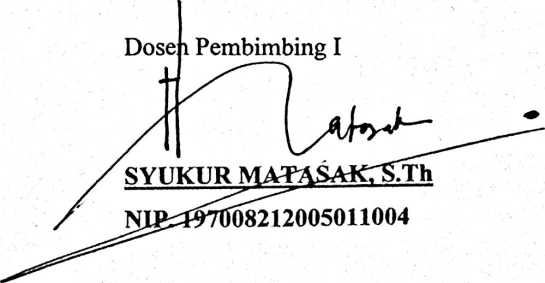 Dosen Pembimbing I
SYUKUR MATASAK, S.Th
NIP. 197008212005011004